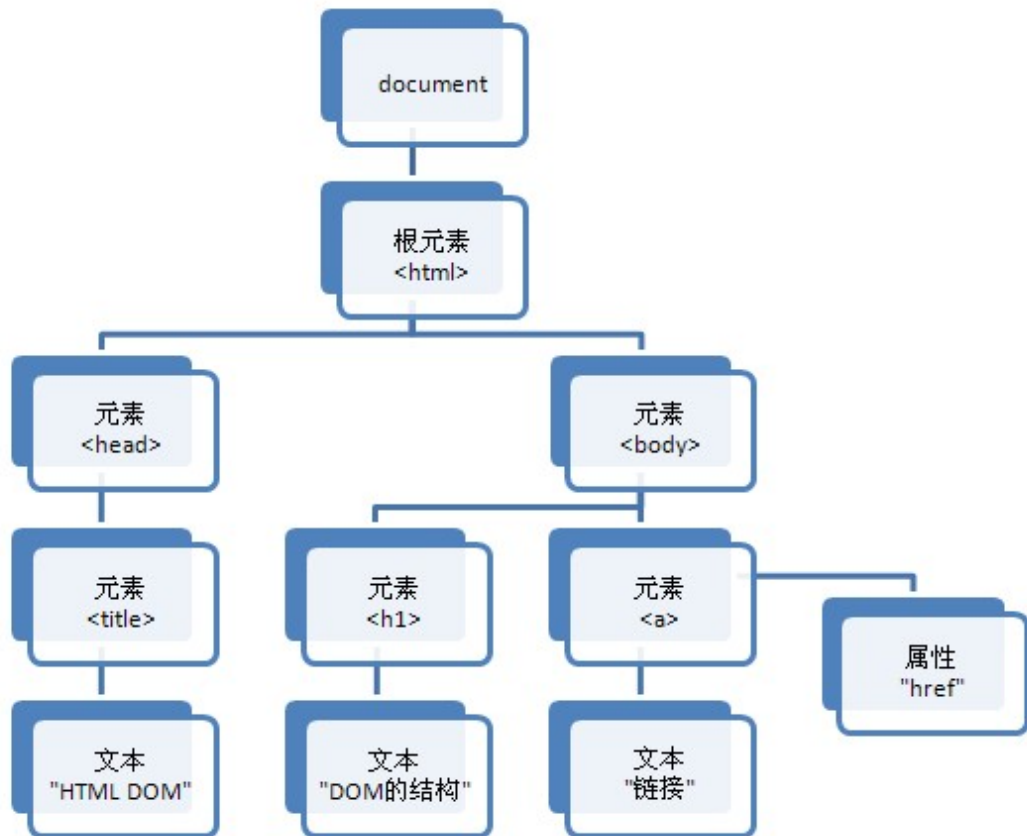 document
根元素
<html>
元素
<head>
元素
<body>
元素
<title>
元素
<h1>
元素
<a>
属性
"href"
文本
"HTML DOM"
文本
"DOM的结构"
文本
"链接"